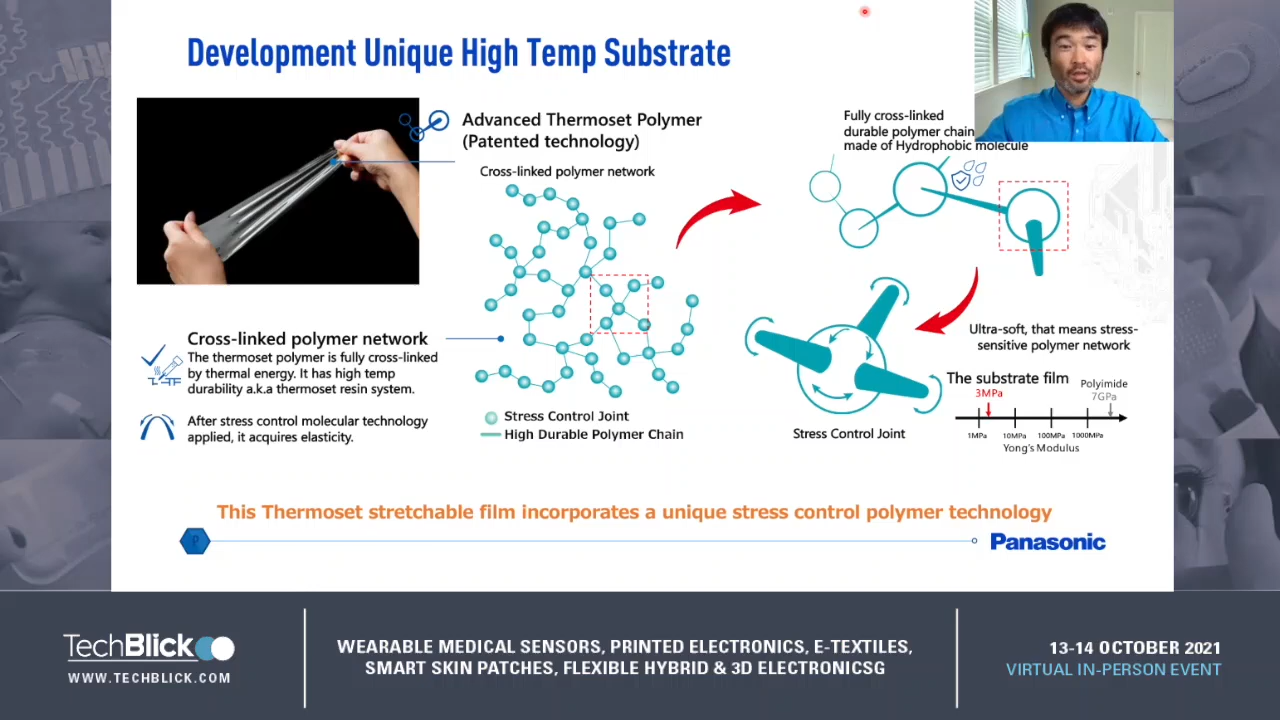 Development Unique High Temp Substrate
Advanced Thermoset Polymer
(Patented technology)
Cross-linked polymer network
Fully cross-linked
durable polymer chain
made of Hydrophobic molecule
Cross-linked polymer network
The thermoset polymer is fully cross-linked
by thermal energy. It has high temp
durability a.k.a thermoset resin system.
After stress control molecular technology
applied, it acquires elasticity.
Stress Control Joint
High Durable Polymer Chain
Stress Control Joint
Ultra-soft, that means stress-
sensitive polymer network
The substrate film
3MPa
Polyimide
7GPa
1MPa 10MPa 100MPa 1000MPa
Yong's Modulus
This Thermoset stretchable film incorporates a unique stress control polymer technology
Panasonic
TechBlick
WWW.TECHBLICK.COM
WEARABLE MEDICAL SENSORS, PRINTED ELECTRONICS, E-TEXTILES,
SMART SKIN PATCHES, FLEXIBLE HYBRID & 3D ELECTRONICSG
13-14 OCTOBER 2021
VIRTUAL IN-PERSON EVENT